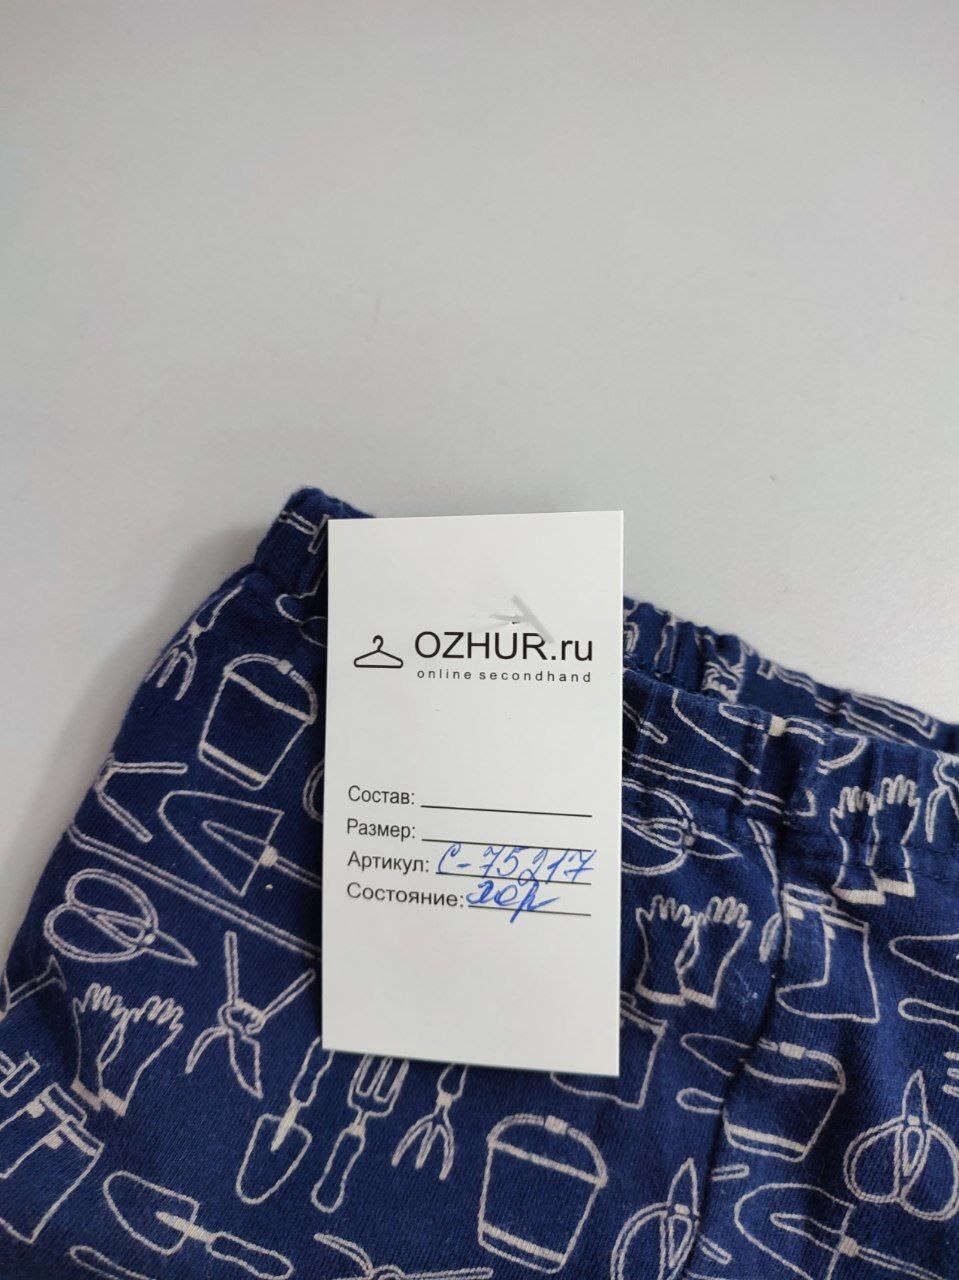 OZHUR.ru
online secondhand
Состав:
Размер:
Артикул: С-75217
Состояние: хор